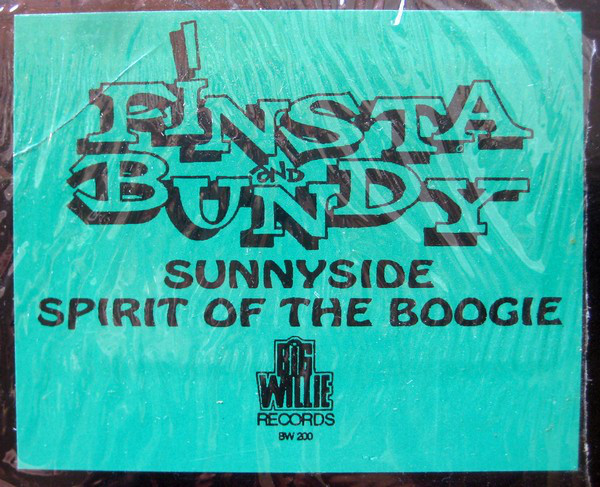 FINSTA
AND
BUNDY
SUNNYSIDE
SPIRIT OF THE BOOGIE
BIG
WILLIE
RECORDS
BW 200